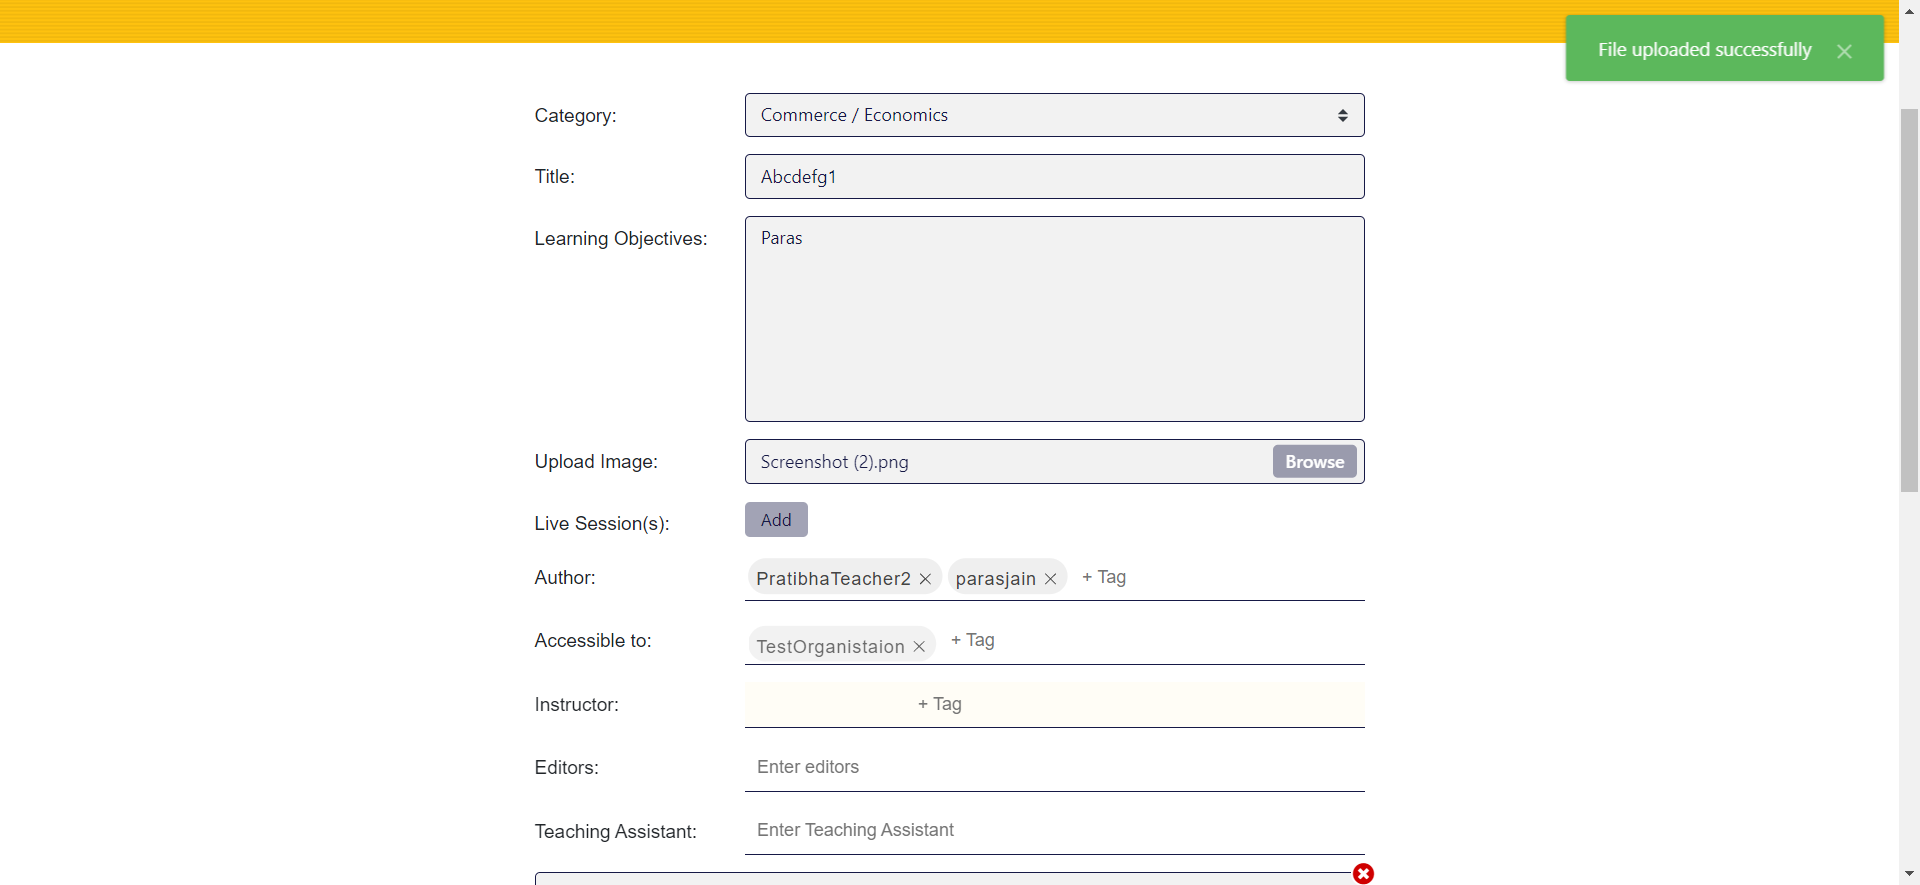 File uploaded successfully
Category: Commerce / Economics
Title: Abcdefg1
Learning Objectives: Paras
Upload Image: Screenshot (2).png Browse
Live Session(s): Add
Author: PratibhaTeacher2 parasjain + Tag
Accessible to: TestOrganistaion + Tag
Instructor: + Tag
Editors: Enter editors
Teaching Assistant: Enter Teaching Assistant